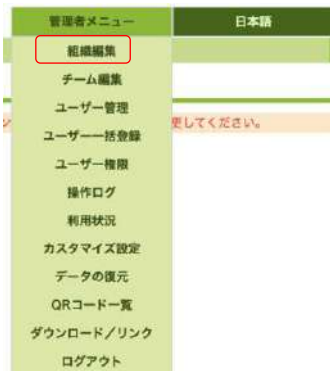 管理者メニュー
日本語
組織編集
チーム編集
ユーザー管理
更してください。
ユーザー一括登録
ユーザー権限
操作ログ
利用状況
カスタマイズ設定
データの復元
QRコード一覧
ダウンロード／リンク
ログアウト